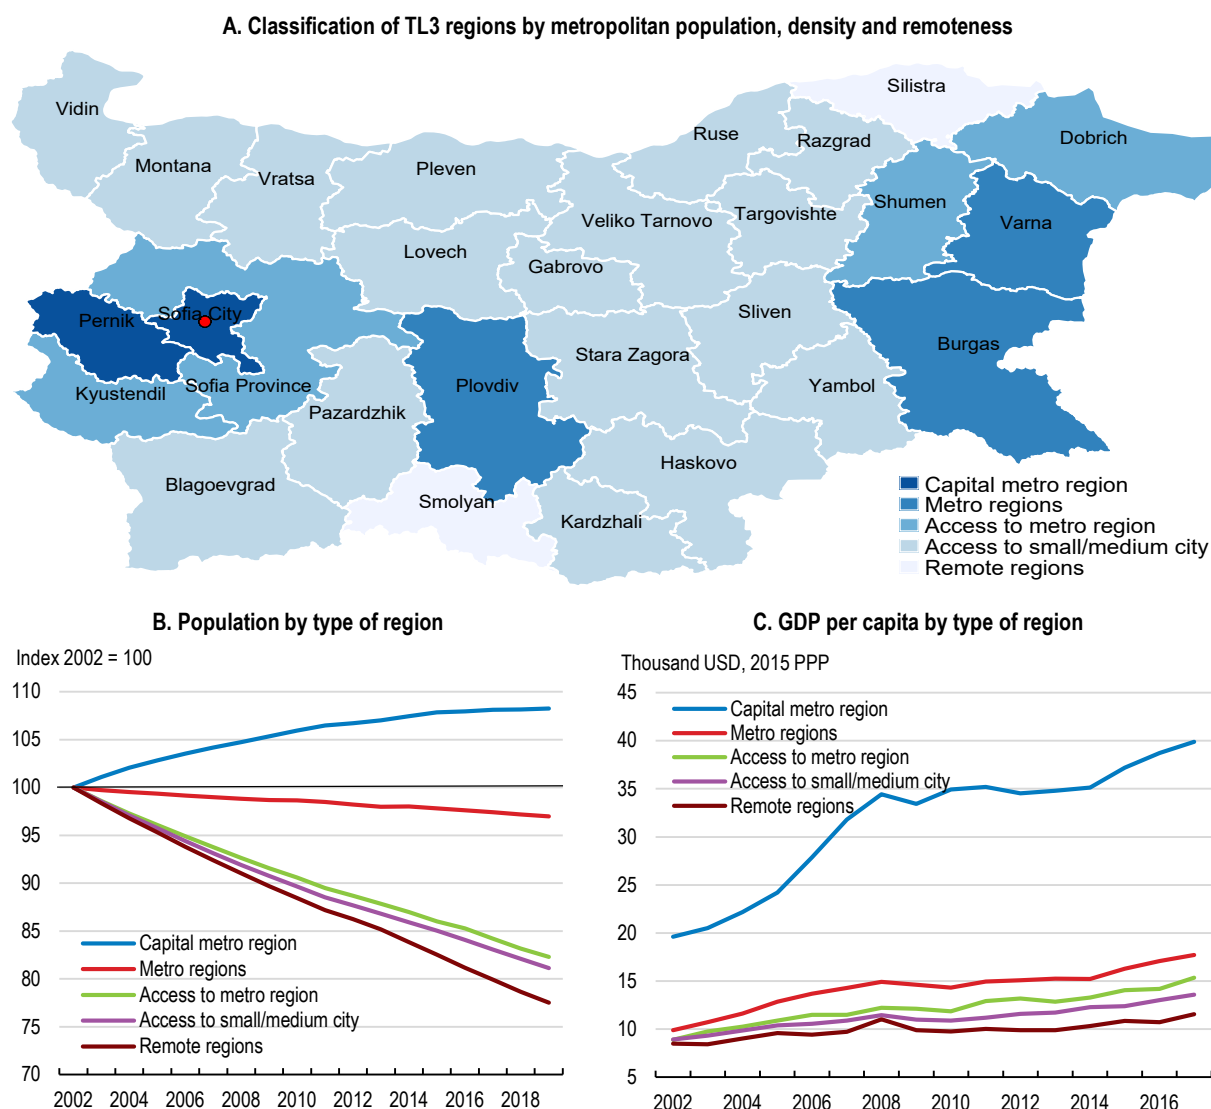 A. Classification of TL3 regions by metropolitan population, density and remoteness
Silistra
Vidin
Ruse
Razgrad
Dobrich
Montana
Vratsa
Pleven
Shumen
Veliko Tarnovo
Targovishte
Varna
Lovech
Gabrovo
Sofia City
Pernik
Sliven
Burgas
Stara Zagora
Kyustendil
Sofia Province
Plovdiv
Yambol
Pazardzhik
Haskovo
Blagoevgrad
Smolyan
Kardzhali
Capital metro region
Metro regions
Access to metro region
Access to small/medium city
Remote regions
B. Population by type of region
Index 2002 = 100
110
105
100
95
90
85
80
75
70
Capital metro region
Metro regions
Access to metro region
Access to small/medium city
Remote regions
2002 2004 2006 2008 2010 2012 2014 2016 2018
C. GDP per capita by type of region
Thousand USD, 2015 PPP
45
40
35
30
25
20
15
10
5
Capital metro region
Metro regions
Access to metro region
Access to small/medium city
Remote regions
2002 2004 2006 2008 2010 2012 2014 2016